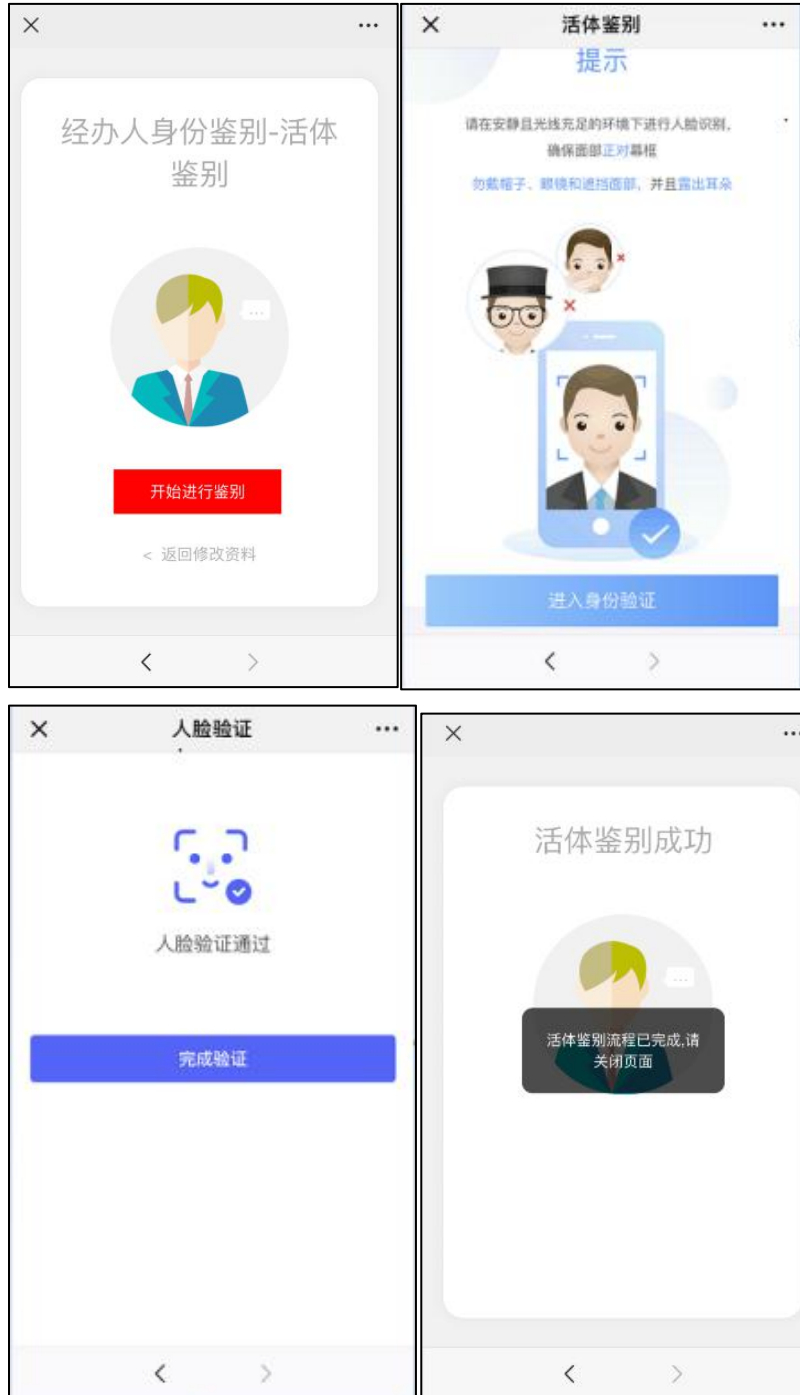 经办人身份鉴别-活体
鉴别
开始进行鉴别
< 返回修改资料
活体鉴别
提示
请在安静且光线充足的环境下进行人脸识别，
确保面部正对幕框
勿戴帽子、眼镜和遮挡面部，并且露出耳朵
进入身份验证
人脸验证
人脸验证通过
完成验证
活体鉴别成功
活体鉴别流程已完成,请
关闭页面